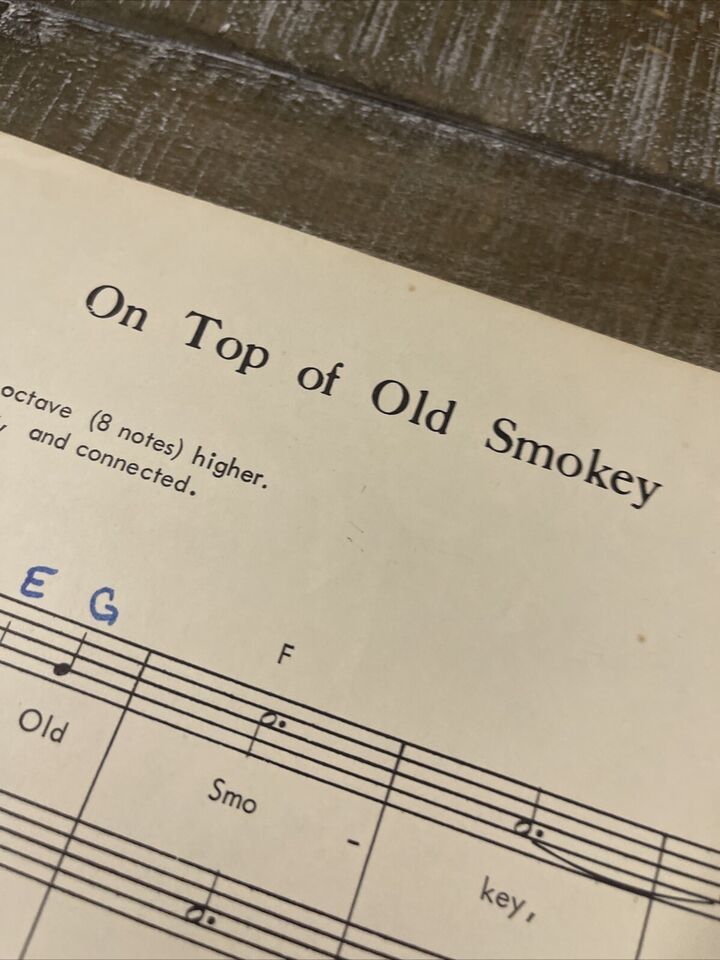 On Top of Old Smokey
octave (8 notes) higher.
and connected.
E G
F
Old Smo - key,